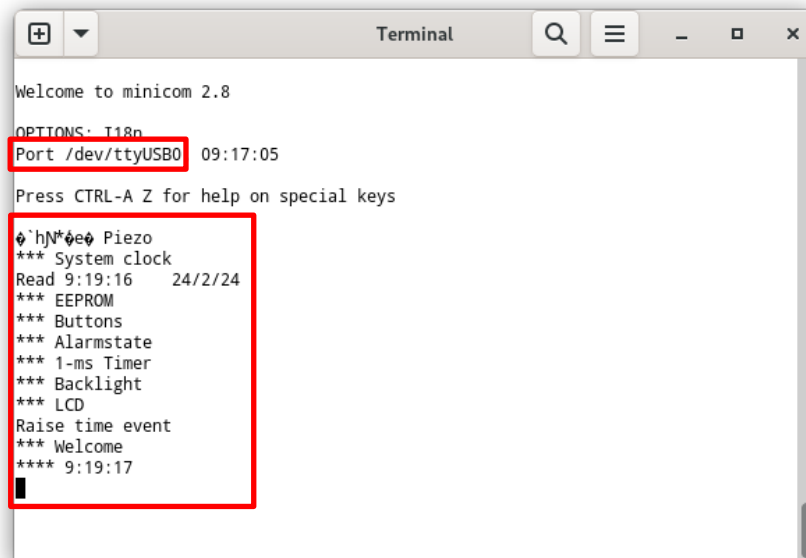 Terminal
Welcome to minicom 2.8
OPTIONS: I18n
Port /dev/ttyUSB0, 09:17:05
Press CTRL-A Z for help on special keys
Piezo
*** System clock
Read 9:19:16    24/2/24
*** EEPROM
*** Buttons
*** Alarmstate
*** 1-ms Timer
*** Backlight
*** LCD
Raise time event
*** Welcome
**** 9:19:17